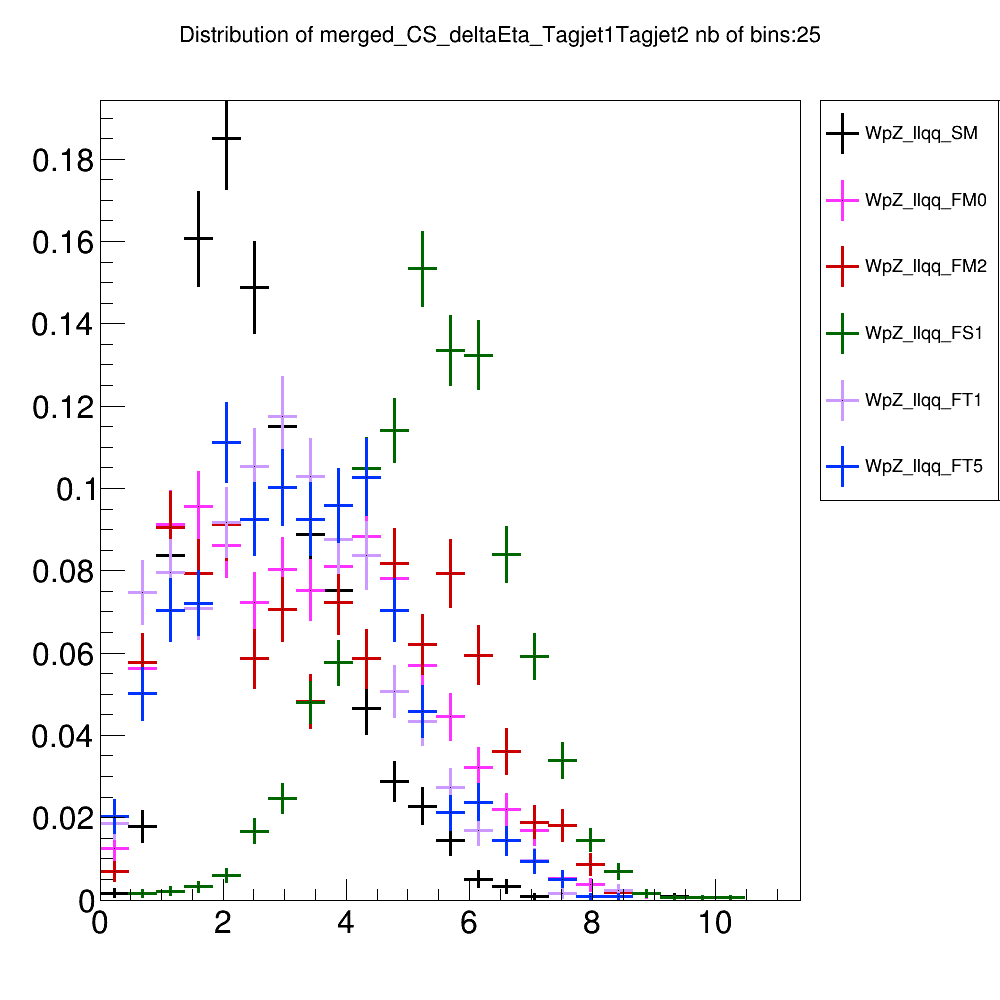 Distribution of merged_CS_deltaEta_Tagjet1Tagjet2 nb of bins:25
WpZ_llqq_SM
WpZ_llqq_FM0
WpZ_llqq_FM2
WpZ_llqq_FS1
WpZ_llqq_FT1
WpZ_llqq_FT5
0.18
0.16
0.14
0.12
0.1
0.08
0.06
0.04
0.02
0
0 2 4 6 8 10